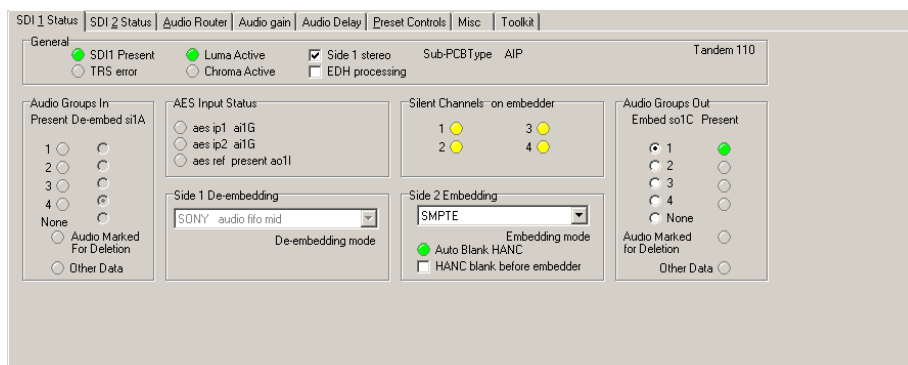 SDI 1 Status SDI 2 Status Audio Router Audio gain Audio Delay Preset Controls Misc Toolkit
General
SDI1 Present Luma Active Side 1 stereo Sub-PCBType AIP Tandem 110
TRS error Chroma Active EDH processing
Audio Groups In
Present De-embed si1A
1
2
3
4
None
Audio Marked
For Deletion
Other Data
AES Input Status
aes ip1 ai1G
aes ip2 ai1G
aes ref present ao1I
Side 1 De-embedding
SONY audio fifo mid
De-embedding mode
Silent Channels on embedder
1 3
2 4
Side 2 Embedding
SMPTE
Embedding mode
Auto Blank HANC
HANC blank before embedder
Audio Groups Out
Embed so1C Present
1
2
3
4
None
Audio Marked
for Deletion
Other Data